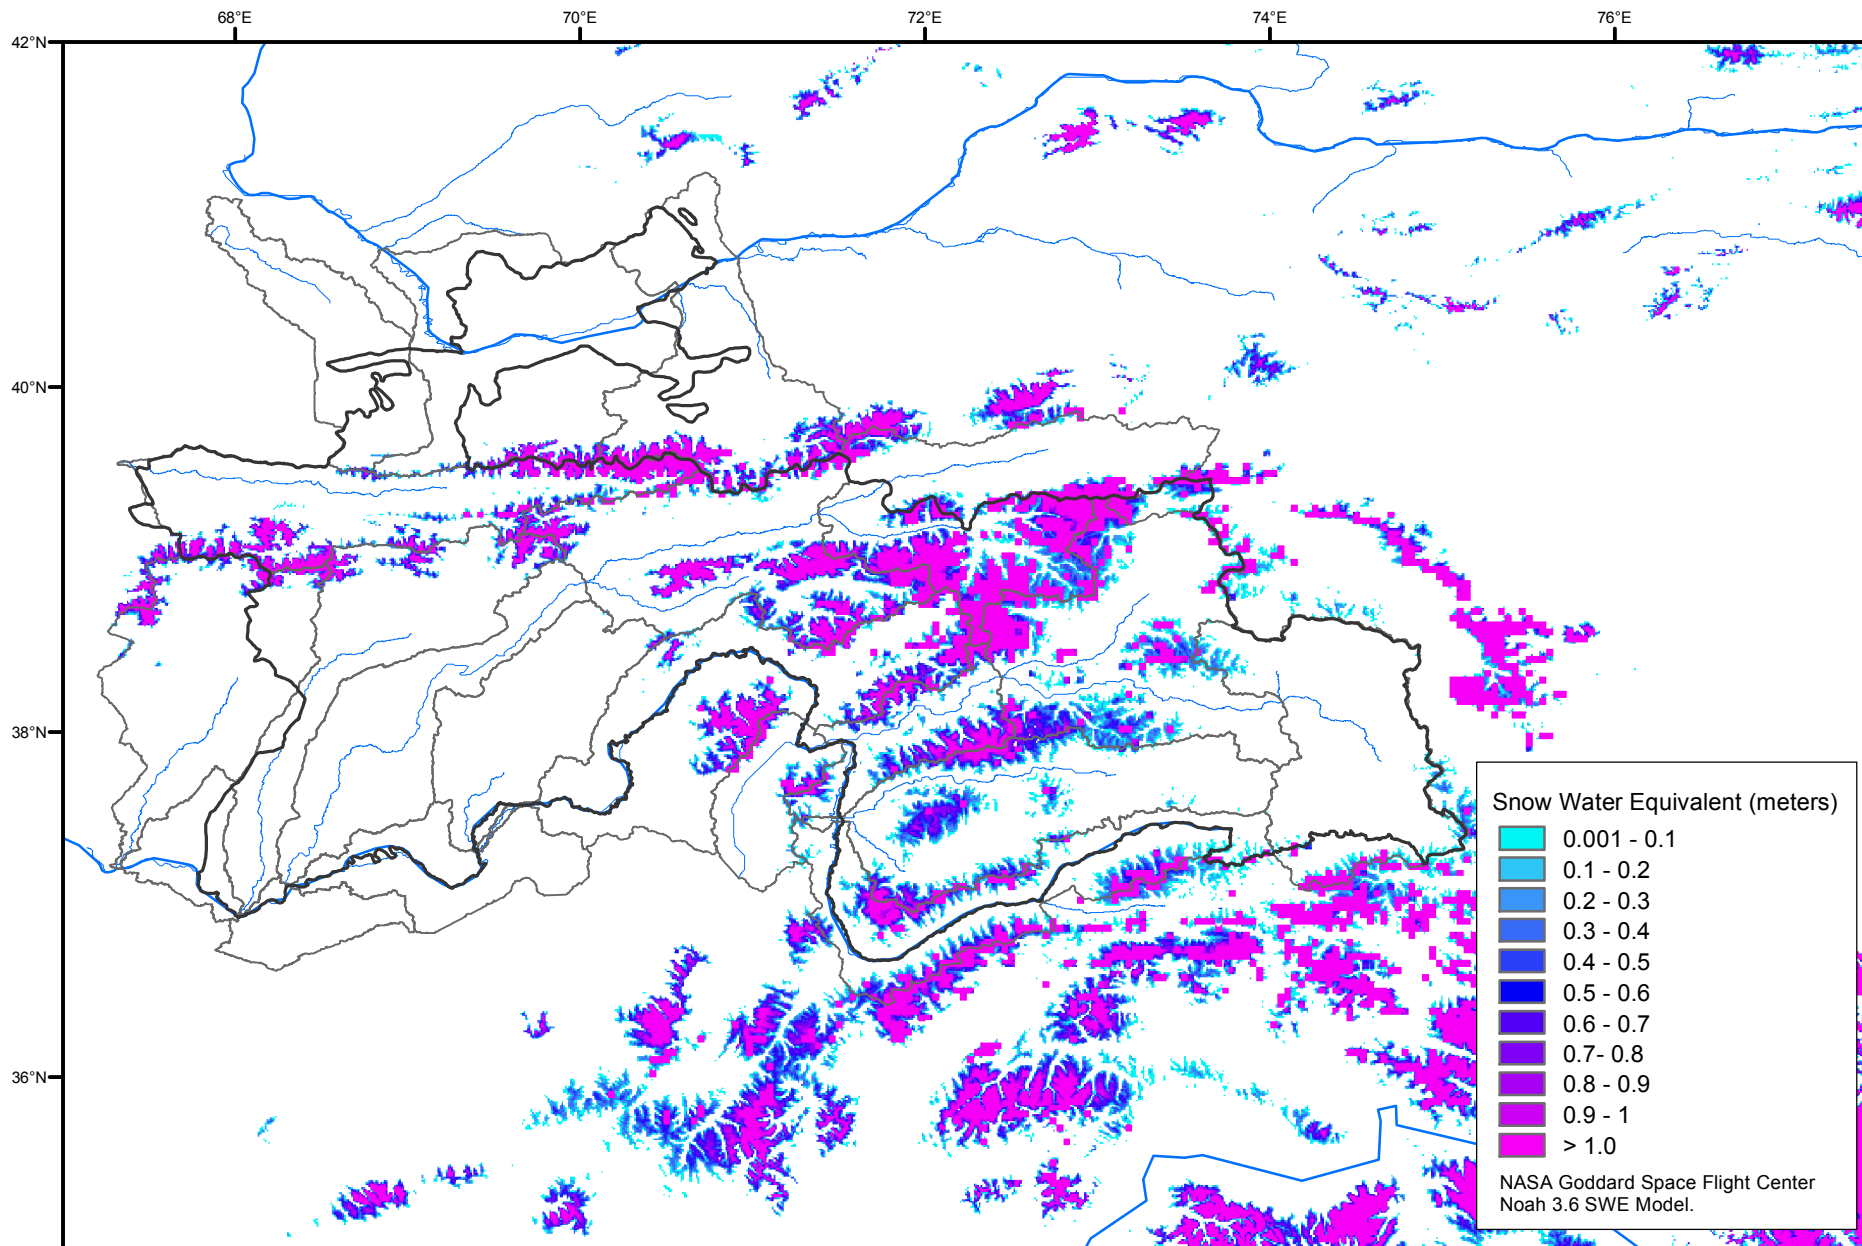 68°E
70°E
72°E
74°E
76°E
42°N
40°N
38°N
36°N
Snow Water Equivalent (meters)
0.001 - 0.1
0.1 - 0.2
0.2 - 0.3
0.3 - 0.4
0.4 - 0.5
0.5 - 0.6
0.6 - 0.7
0.7- 0.8
0.8 - 0.9
0.9 - 1
> 1.0
NASA Goddard Space Flight Center
Noah 3.6 SWE Model.